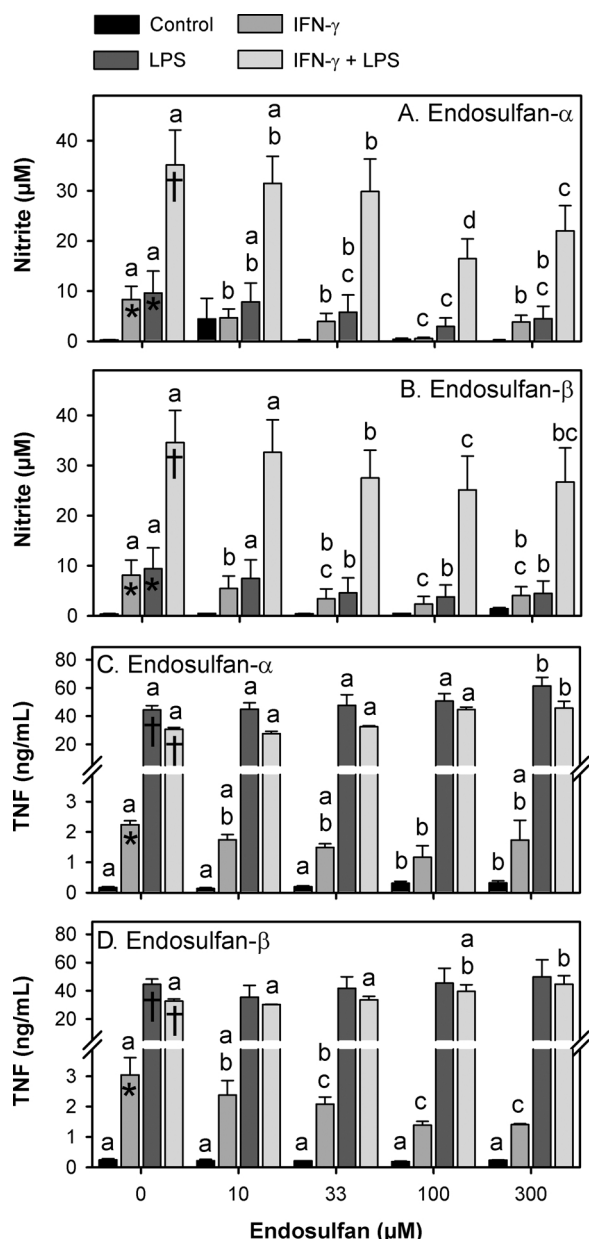 Control
IFN-γ
LPS
IFN-γ + LPS
A. Endosulfan-α
Nitrite (µM)
40
30
20
10
0
a
a
*
*
a
†
b
a
b
a
b
b
b
c
b
c
c
d
b
b
c
c
B. Endosulfan-β
Nitrite (µM)
40
30
20
10
0
a
a
*
*
a
†
b
a
a
b
c
b
b
c
b
c
b
c
b
bc
C. Endosulfan-α
TNF (ng/mL)
80
60
40
20
3
2
1
0
a
a
*
a
†
a
†
a
a
b
a
a
a
a
b
a
a
b
b
a
a
b
a
b
b
b
D. Endosulfan-β
TNF (ng/mL)
80
60
40
20
3
2
1
0
a
a
*
†
a
†
a
a
b
a
b
c
a
a
c
a
b
a
c
b
0 10 33 100 300
Endosulfan (µM)